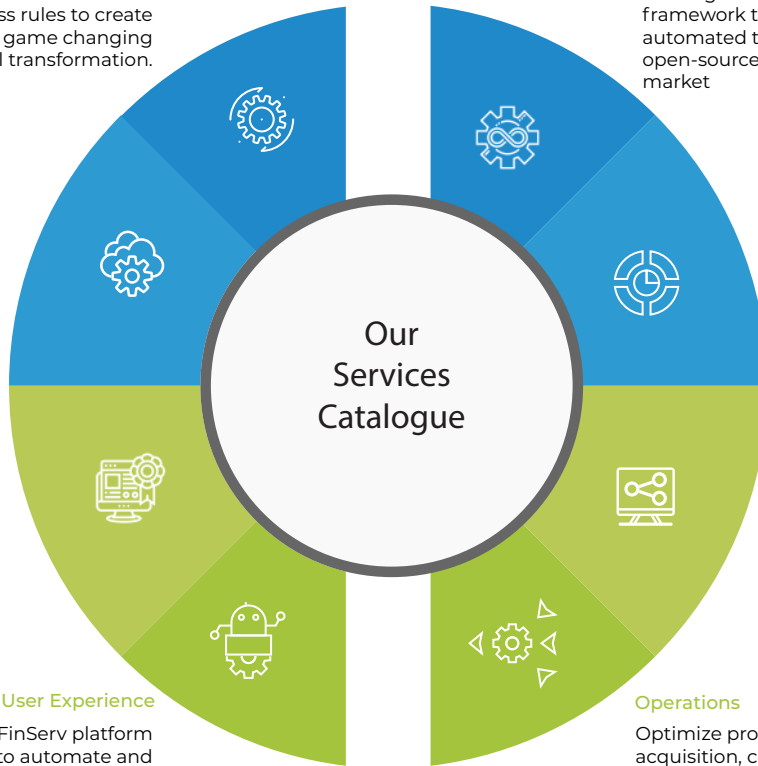 ss rules to create
game changing
l transformation.
framework t
automated t
open-source
market
Our
Services
Catalogue
User Experience
FinServ platform
to automate and
Operations
Optimize pro
acquisition, c